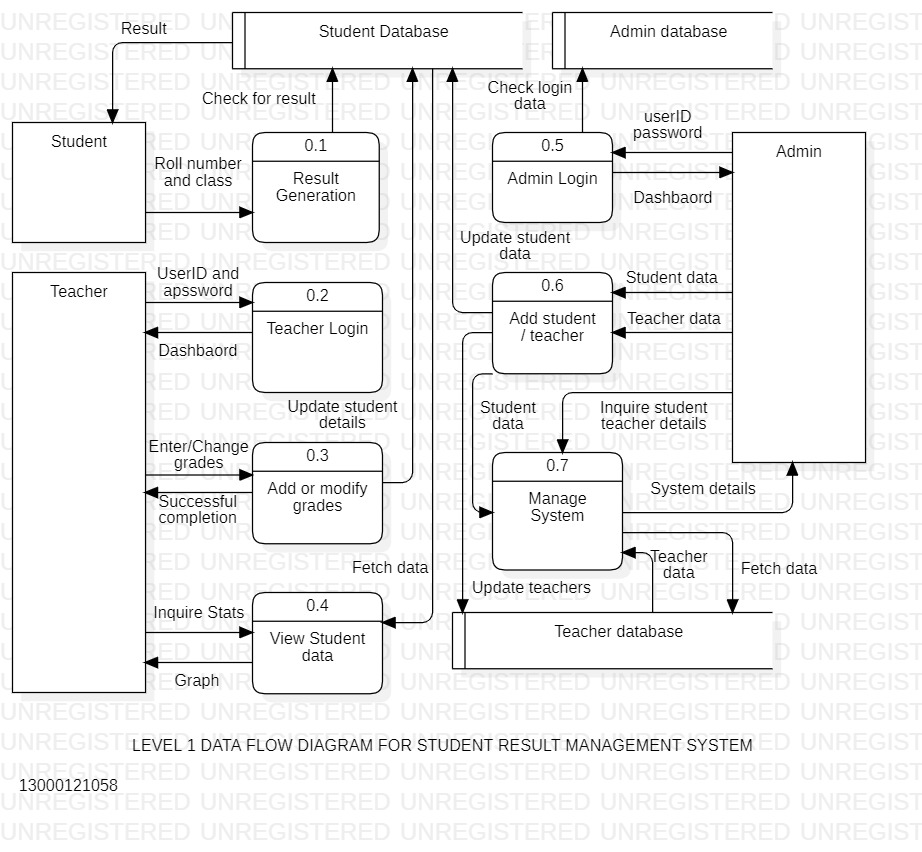 Result
Student Database
Admin database
Check for result
Check login
data
userID
password
Student
0.1
Result
Generation
Roll number
and class
0.5
Admin Login
Admin
Dashbaord
Update student
data
Teacher
UserID and
apssword
0.2
Teacher Login
Dashbaord
0.6
Add student
/ teacher
Student data
Teacher data
Update student
details
Student
data
Inquire student
teacher details
Enter/Change
grades
0.3
Add or modify
grades
Successful
completion
0.7
Manage
System
System details
Fetch data
Teacher
data
Fetch data
Update teachers
Inquire Stats
0.4
View Student
data
Graph
Teacher database
LEVEL 1 DATA FLOW DIAGRAM FOR STUDENT RESULT MANAGEMENT SYSTEM
13000121058
UNREGISTERED